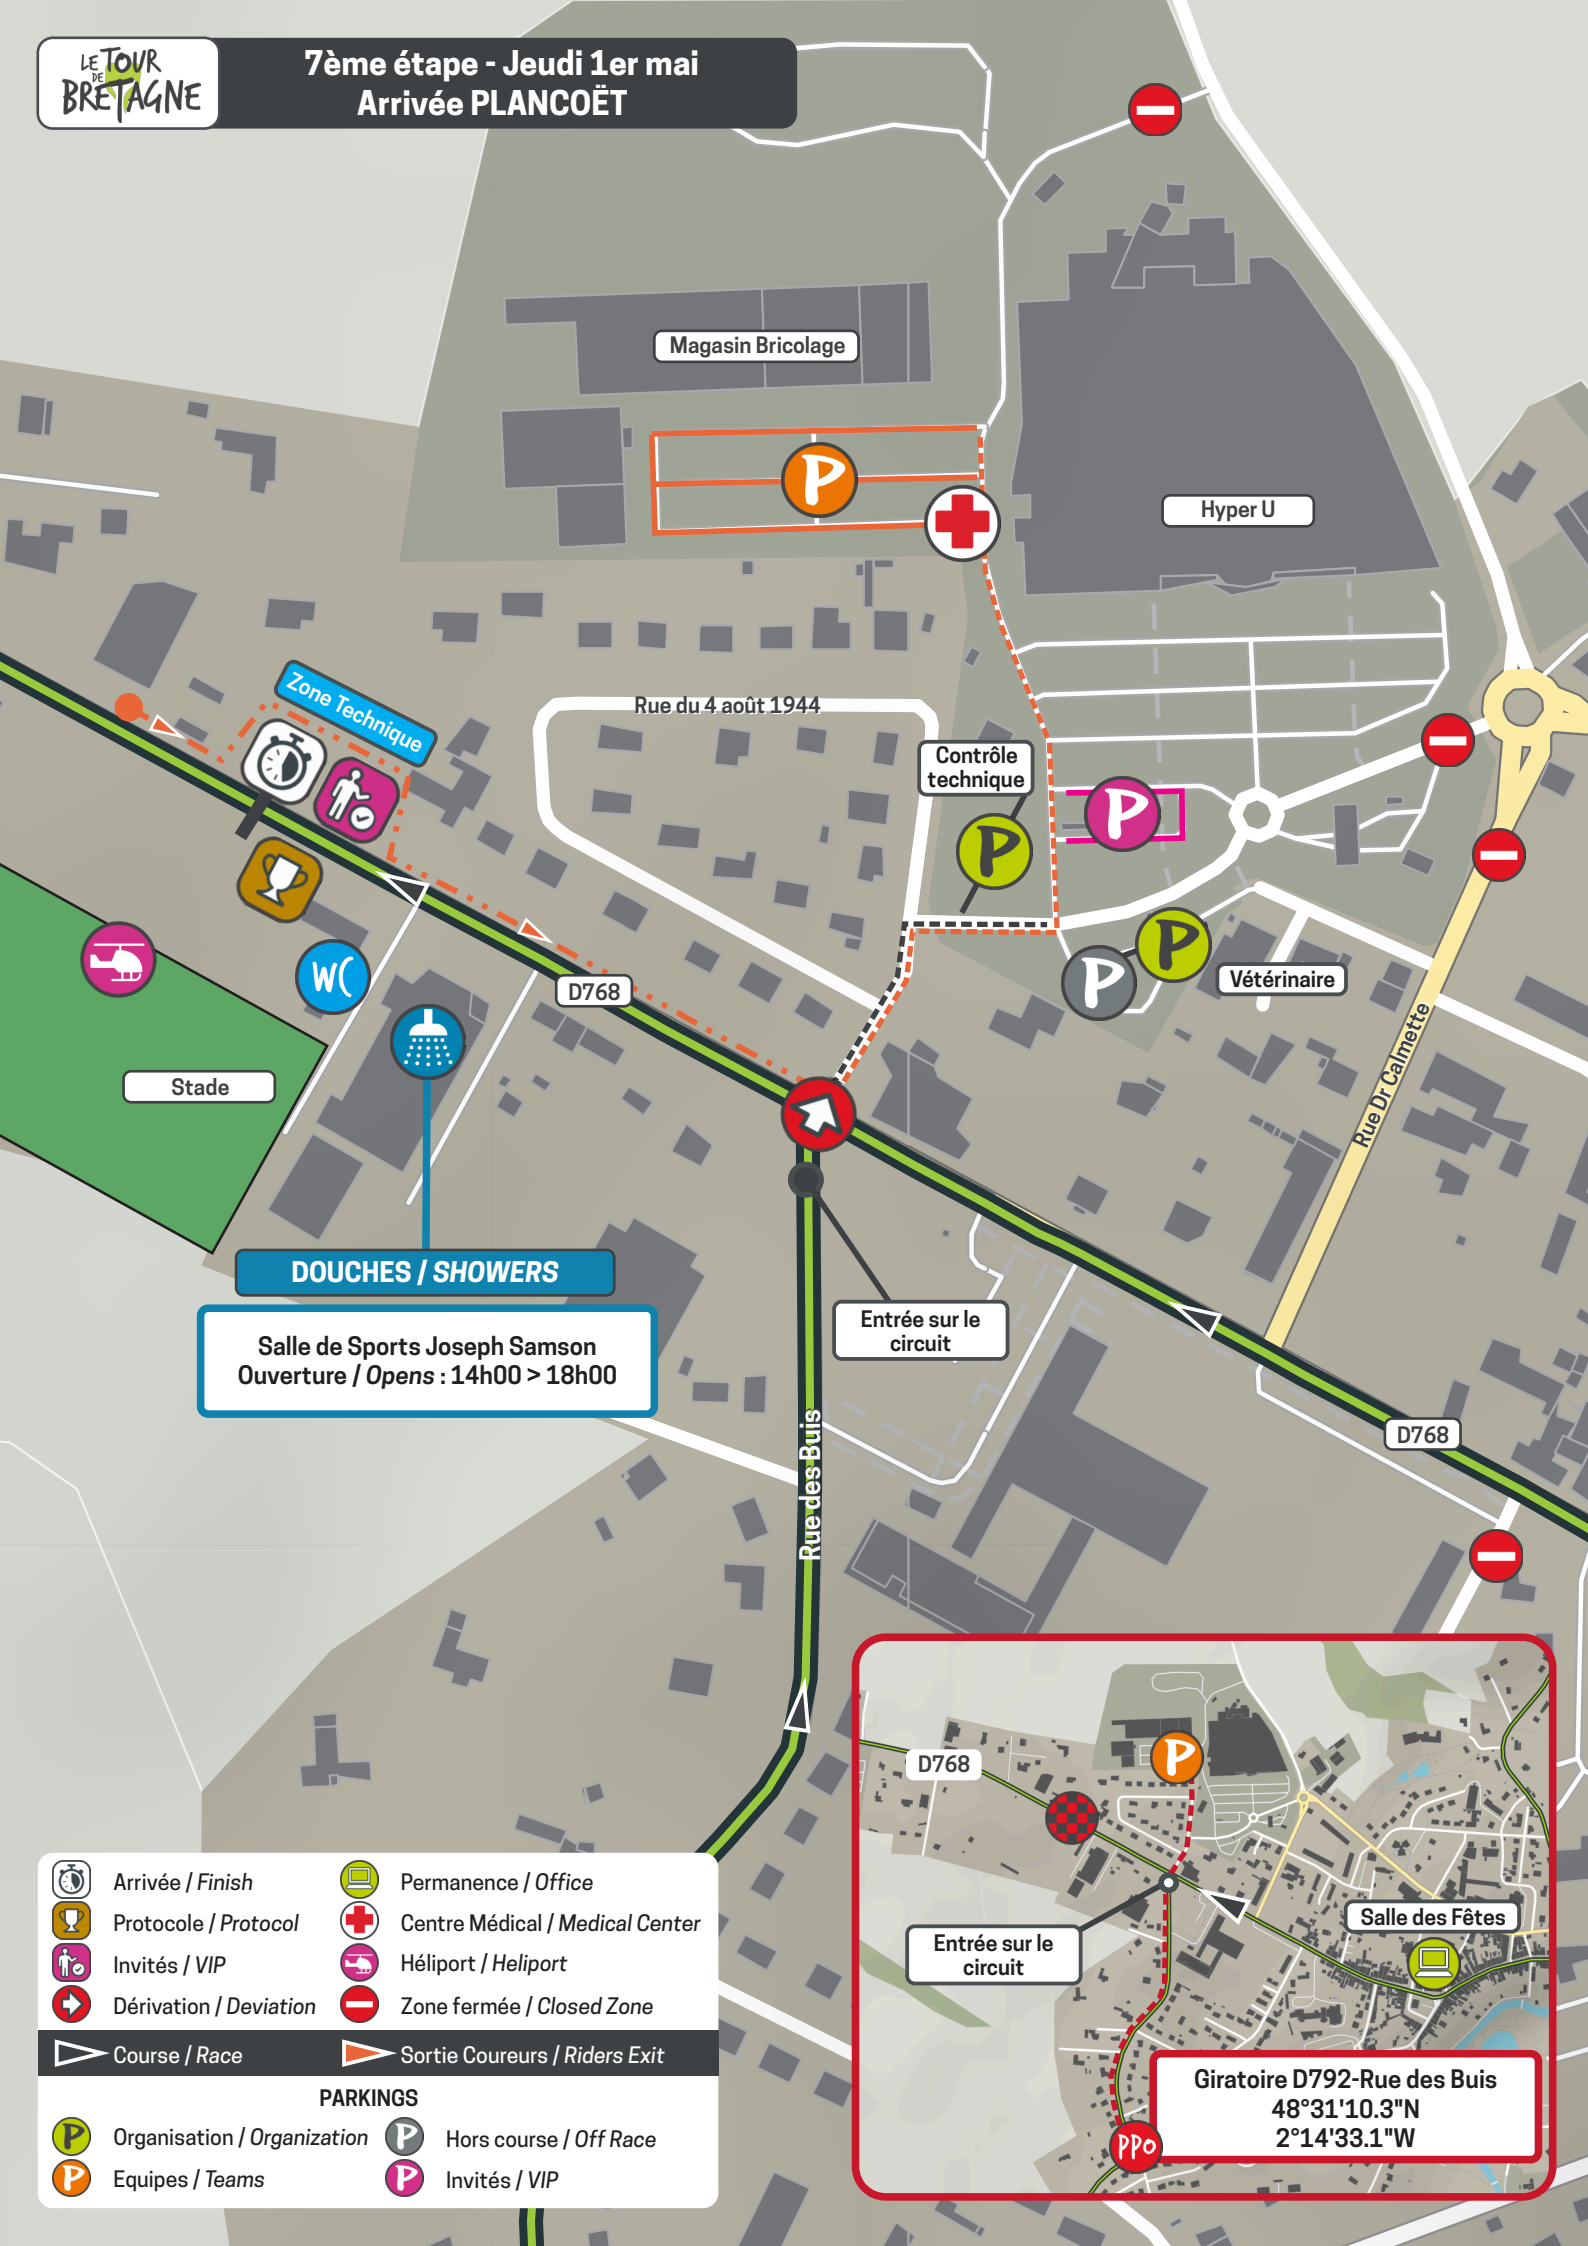 LE TOUR
DE
BRETAGNE
7ème étape - Jeudi 1er mai
Arrivée PLANCOËT
Magasin Bricolage
P
Hyper U
Zone Technique
Rue du 4 août 1944
Contrôle
technique
P
P
P
P
Vétérinaire
WC
D768
Stade
Rue Dr Calmette
DOUCHES / SHOWERS
Salle de Sports Joseph Samson
Ouverture / Opens : 14h00 > 18h00
Entrée sur le
circuit
Rue des Buis
D768
D768
P
Salle des Fêtes
Entrée sur le
circuit
Giratoire D792-Rue des Buis
48°31'10.3"N
2°14'33.1"W
PPO
Arrivée / Finish
Permanence / Office
Protocole / Protocol
Centre Médical / Medical Center
Invités / VIP
Héliport / Heliport
Dérivation / Deviation
Zone fermée / Closed Zone
Course / Race
Sortie Coureurs / Riders Exit
PARKINGS
P Organisation / Organization
P Hors course / Off Race
P Equipes / Teams
P Invités / VIP